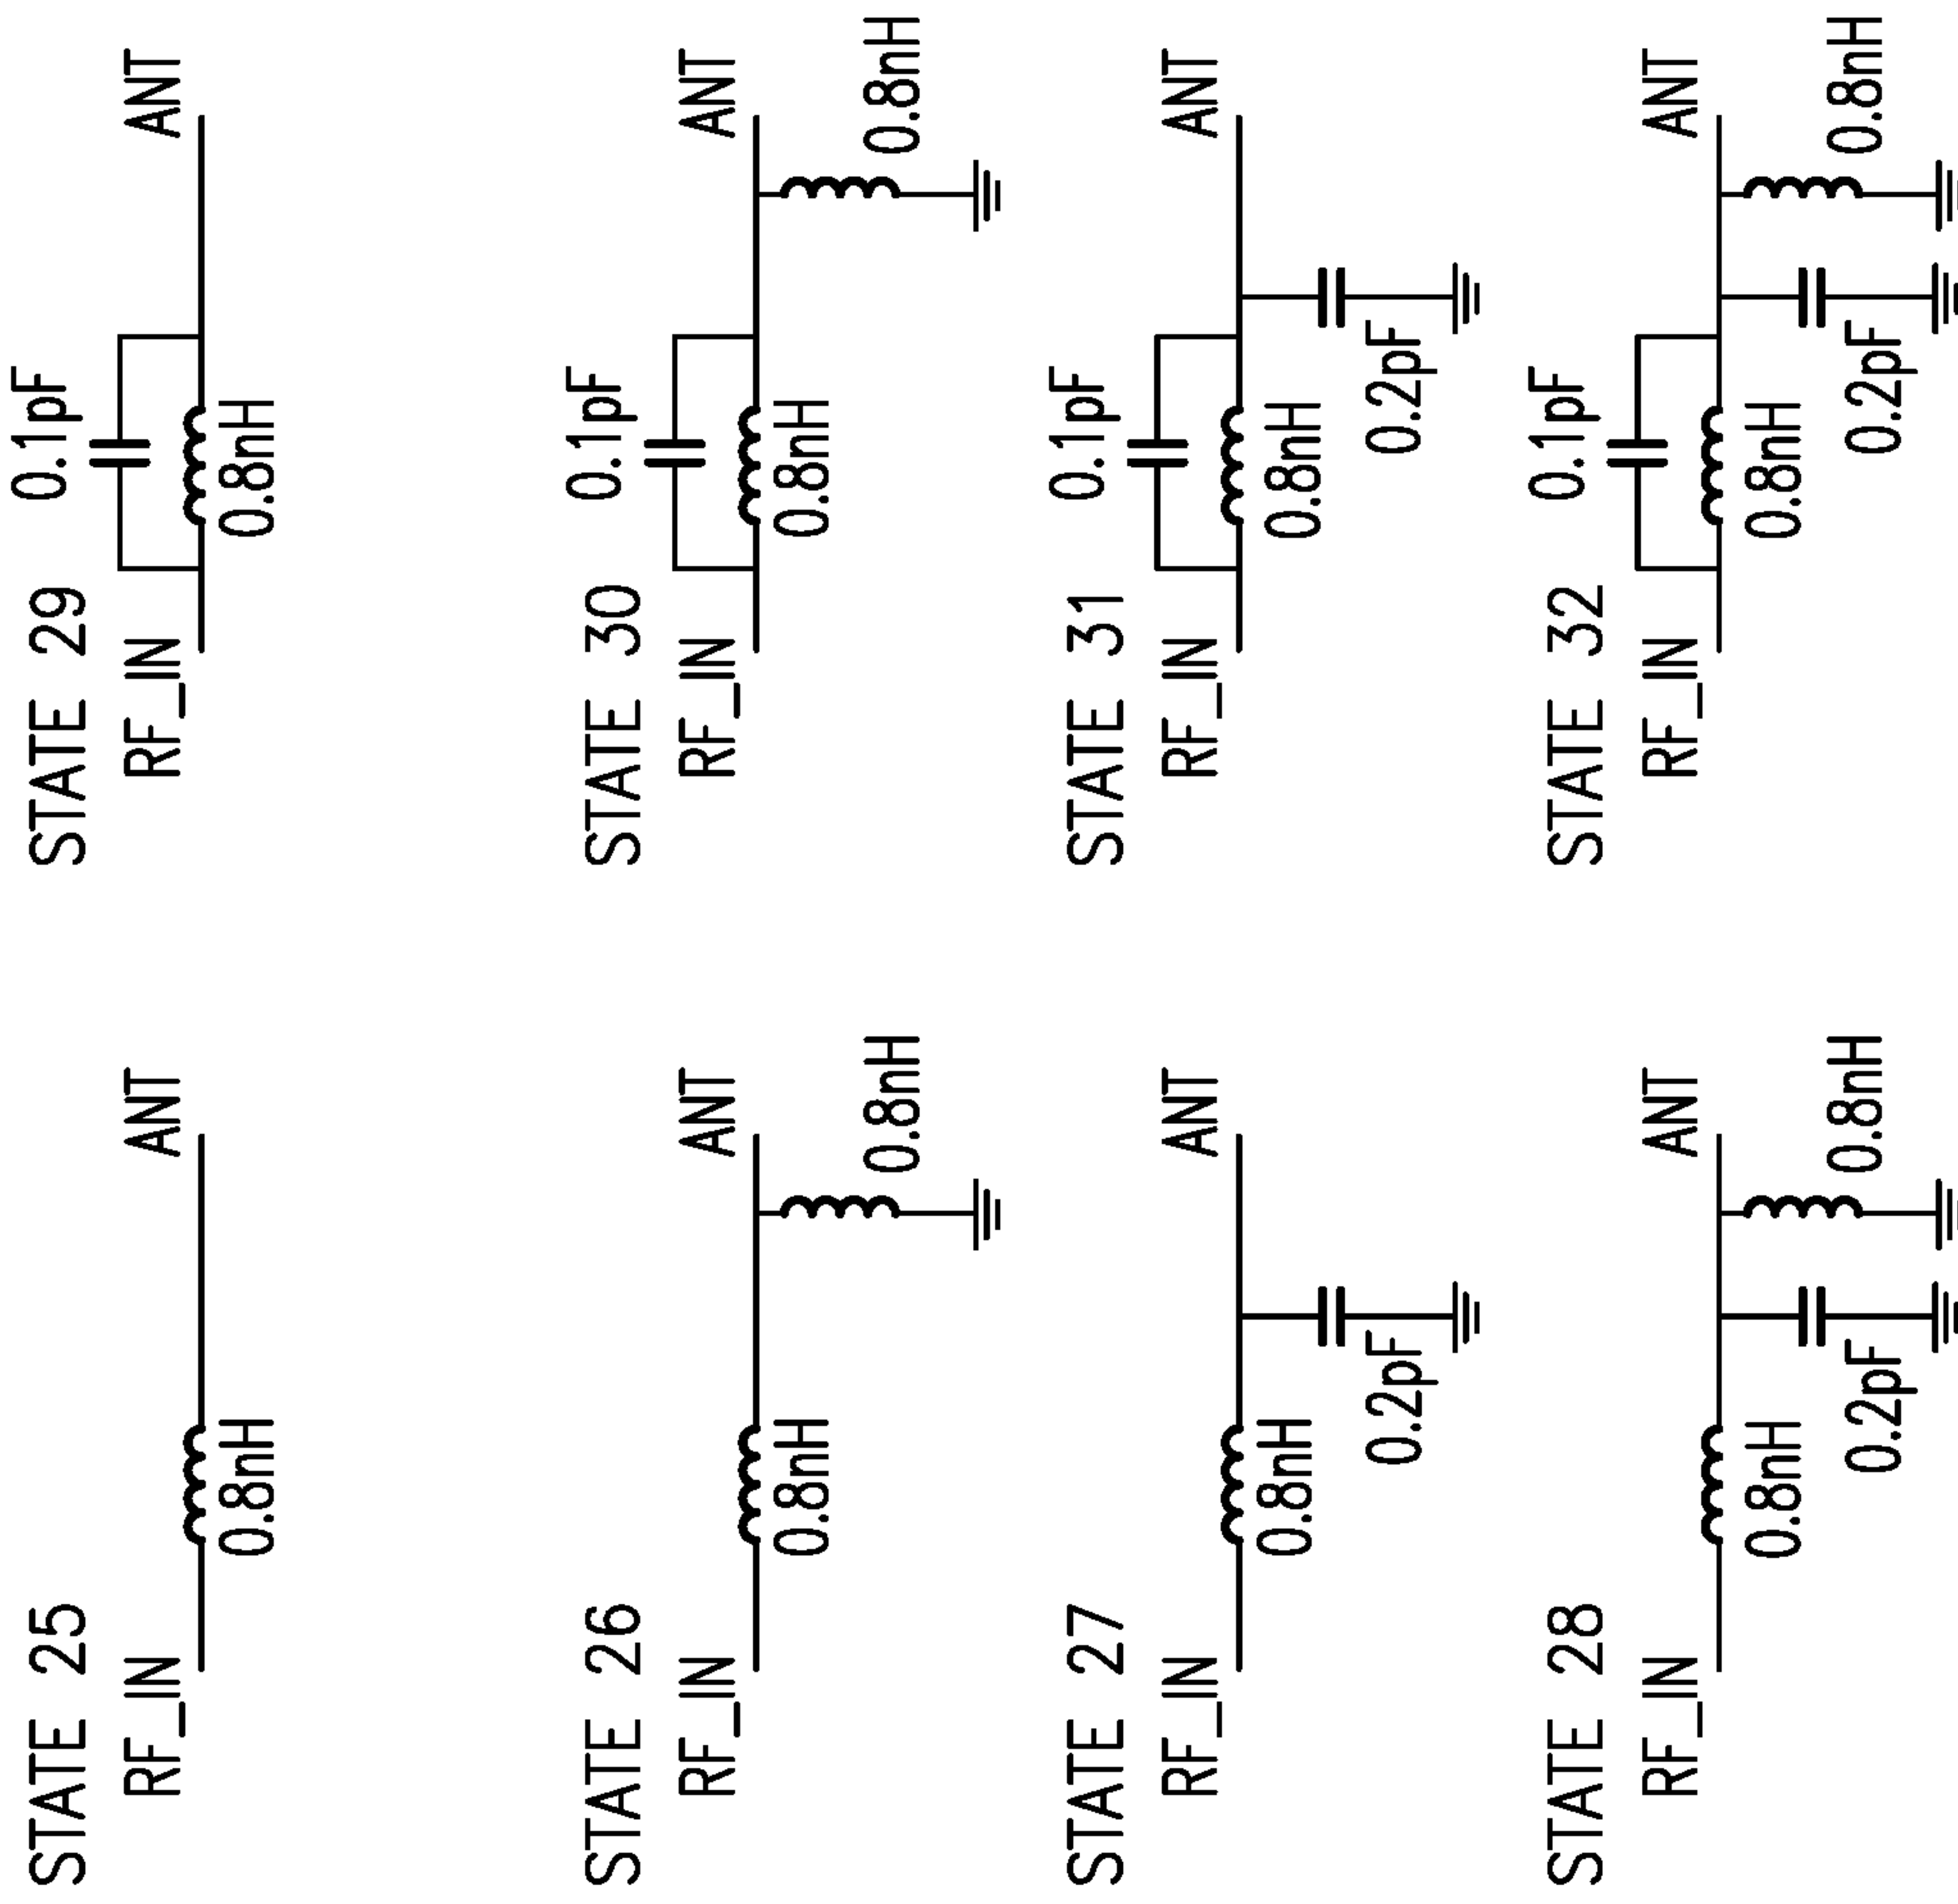 STATE 25
RF_IN
ANT
0.8nH
STATE 26
RF_IN
ANT
0.8nH
0.8nH
STATE 27
RF_IN
ANT
0.8nH
0.2pF
STATE 28
RF_IN
ANT
0.8nH
0.2pF
0.8nH
STATE 29
0.1pF
RF_IN
ANT
0.8nH
STATE 30
0.1pF
RF_IN
ANT
0.8nH
0.8nH
STATE 31
0.1pF
RF_IN
ANT
0.8nH
0.2pF
STATE 32
0.1pF
RF_IN
ANT
0.8nH
0.2pF
0.8nH